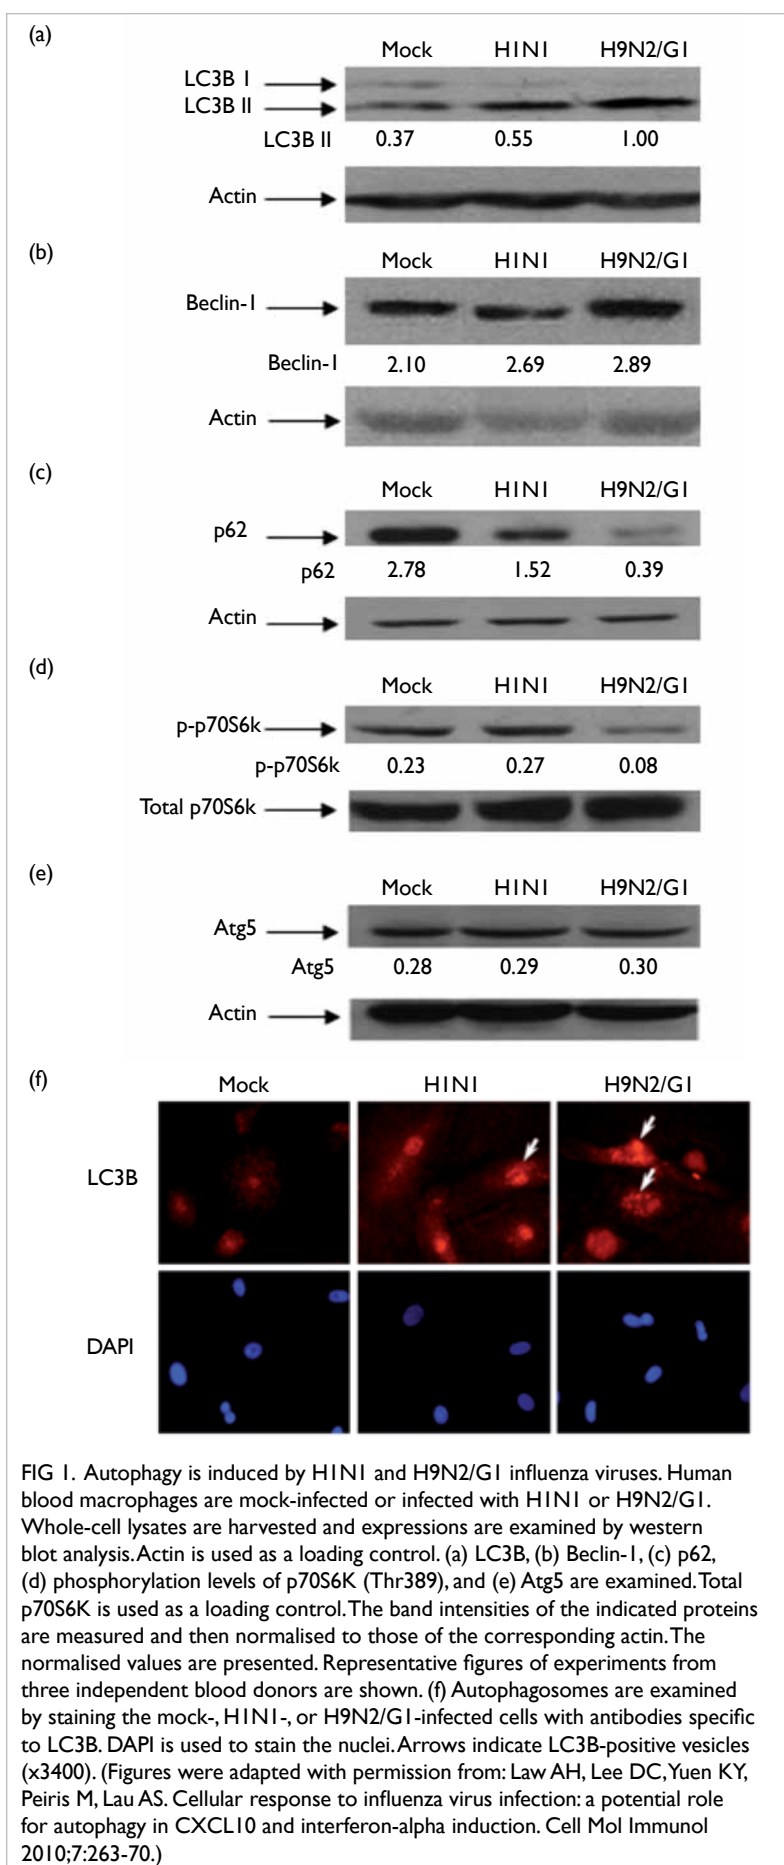 (a)
Mock H1N1 H9N2/G1
LC3B I
LC3B II
LC3B II 0.37 0.55 1.00
Actin
(b)
Mock H1N1 H9N2/G1
Beclin-1
Beclin-1 2.10 2.69 2.89
Actin
(c)
Mock H1N1 H9N2/G1
p62
p62 2.78 1.52 0.39
Actin
(d)
Mock H1N1 H9N2/G1
p-p70S6k
p-p70S6k 0.23 0.27 0.08
Total p70S6k
(e)
Mock H1N1 H9N2/G1
Atg5
Atg5 0.28 0.29 0.30
Actin
(f)
Mock H1N1 H9N2/G1
LC3B
DAPI
FIG 1. Autophagy is induced by H1N1 and H9N2/G1 influenza viruses. Human
blood macrophages are mock-infected or infected with H1N1 or H9N2/G1.
Whole-cell lysates are harvested and expressions are examined by western
blot analysis. Actin is used as a loading control. (a) LC3B, (b) Beclin-1, (c) p62,
(d) phosphorylation levels of p70S6K (Thr389), and (e) Atg5 are examined. Total
p70S6K is used as a loading control. The band intensities of the indicated proteins
are measured and then normalised to those of the corresponding actin. The
normalised values are presented. Representative figures of experiments from
three independent blood donors are shown. (f) Autophagosomes are examined
by staining the mock-, H1N1-, or H9N2/G1-infected cells with antibodies specific
to LC3B. DAPI is used to stain the nuclei. Arrows indicate LC3B-positive vesicles
(x3400). (Figures were adapted with permission from: Law AH, Lee DC, Yuen KY,
Peiris M, Lau AS. Cellular response to influenza virus infection: a potential role
for autophagy in CXCL10 and interferon-alpha induction. Cell Mol Immunol
2010;7:263-70.)